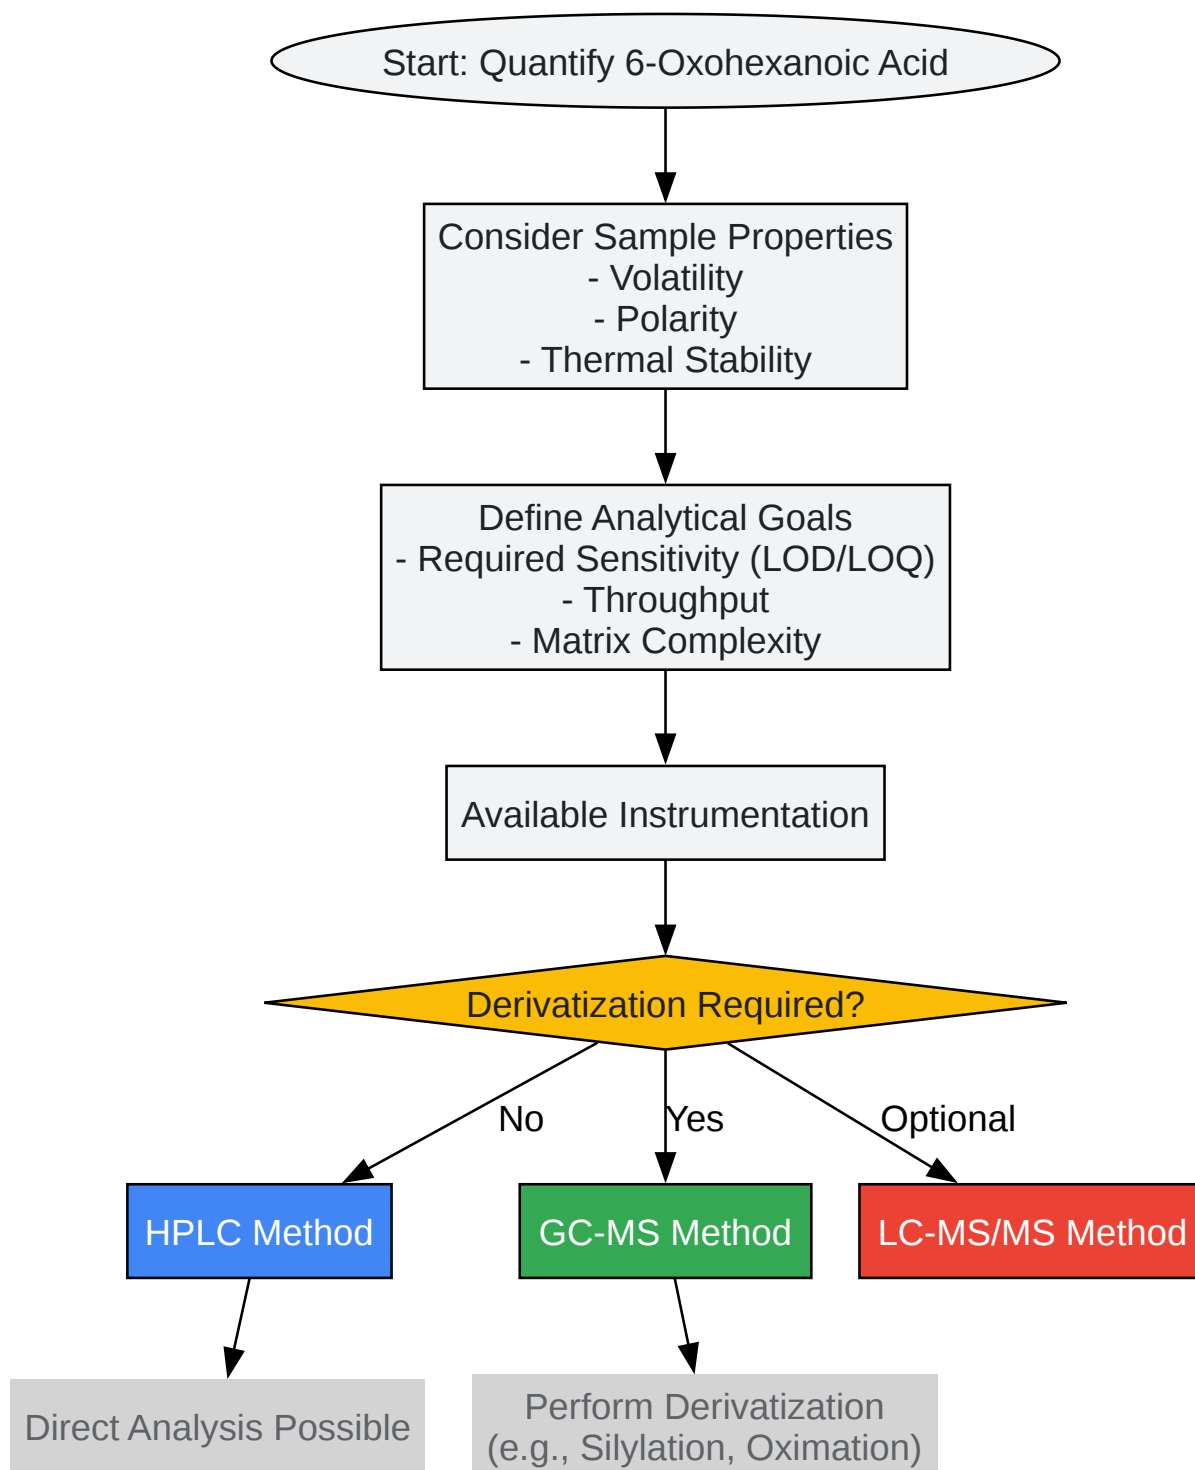 Start: Quantify 6-Oxohexanoic Acid
Consider Sample Properties
- Volatility
- Polarity
- Thermal Stability
Define Analytical Goals
- Required Sensitivity (LOD/LOQ)
- Throughput
- Matrix Complexity
Available Instrumentation
Derivatization Required?
No
Yes
Optional
HPLC Method
GC-MS Method
LC-MS/MS Method
Direct Analysis Possible
Perform Derivatization
(e.g., Silylation, Oximation)